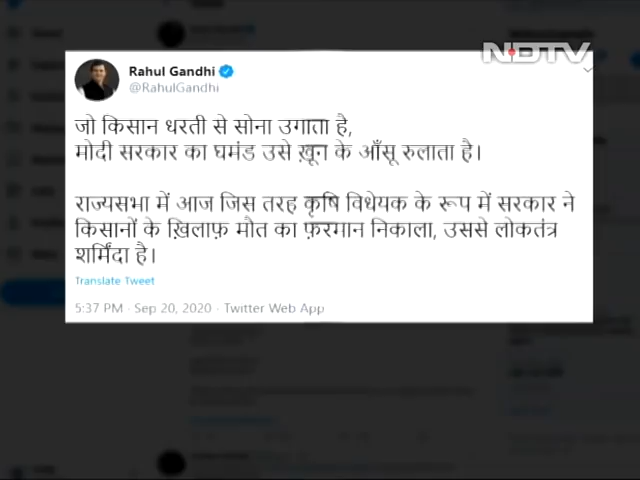 NDTV
Rahul Gandhi
@RahulGandhi
जो किसान धरती से सोना उगाता है,
मोदी सरकार का घमंड उसे ख़ून के आँसू रुलाता है।
राज्यसभा में आज जिस तरह कृषि विधेयक के रूप में सरकार ने
किसानों के ख़िलाफ़ मौत का फ़रमान निकाला, उससे लोकतंत्र
शर्मिंदा है।
Translate Tweet
5:37 PM · Sep 20, 2020 · Twitter Web App